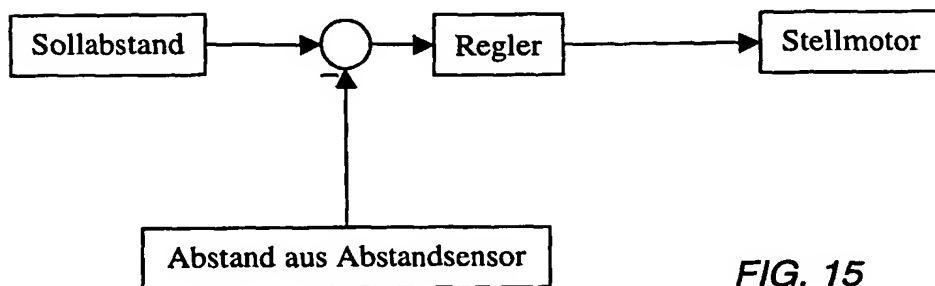 Sollabstand
Regler
Stellmotor
–
Abstand aus Abstandsensor
FIG. 15